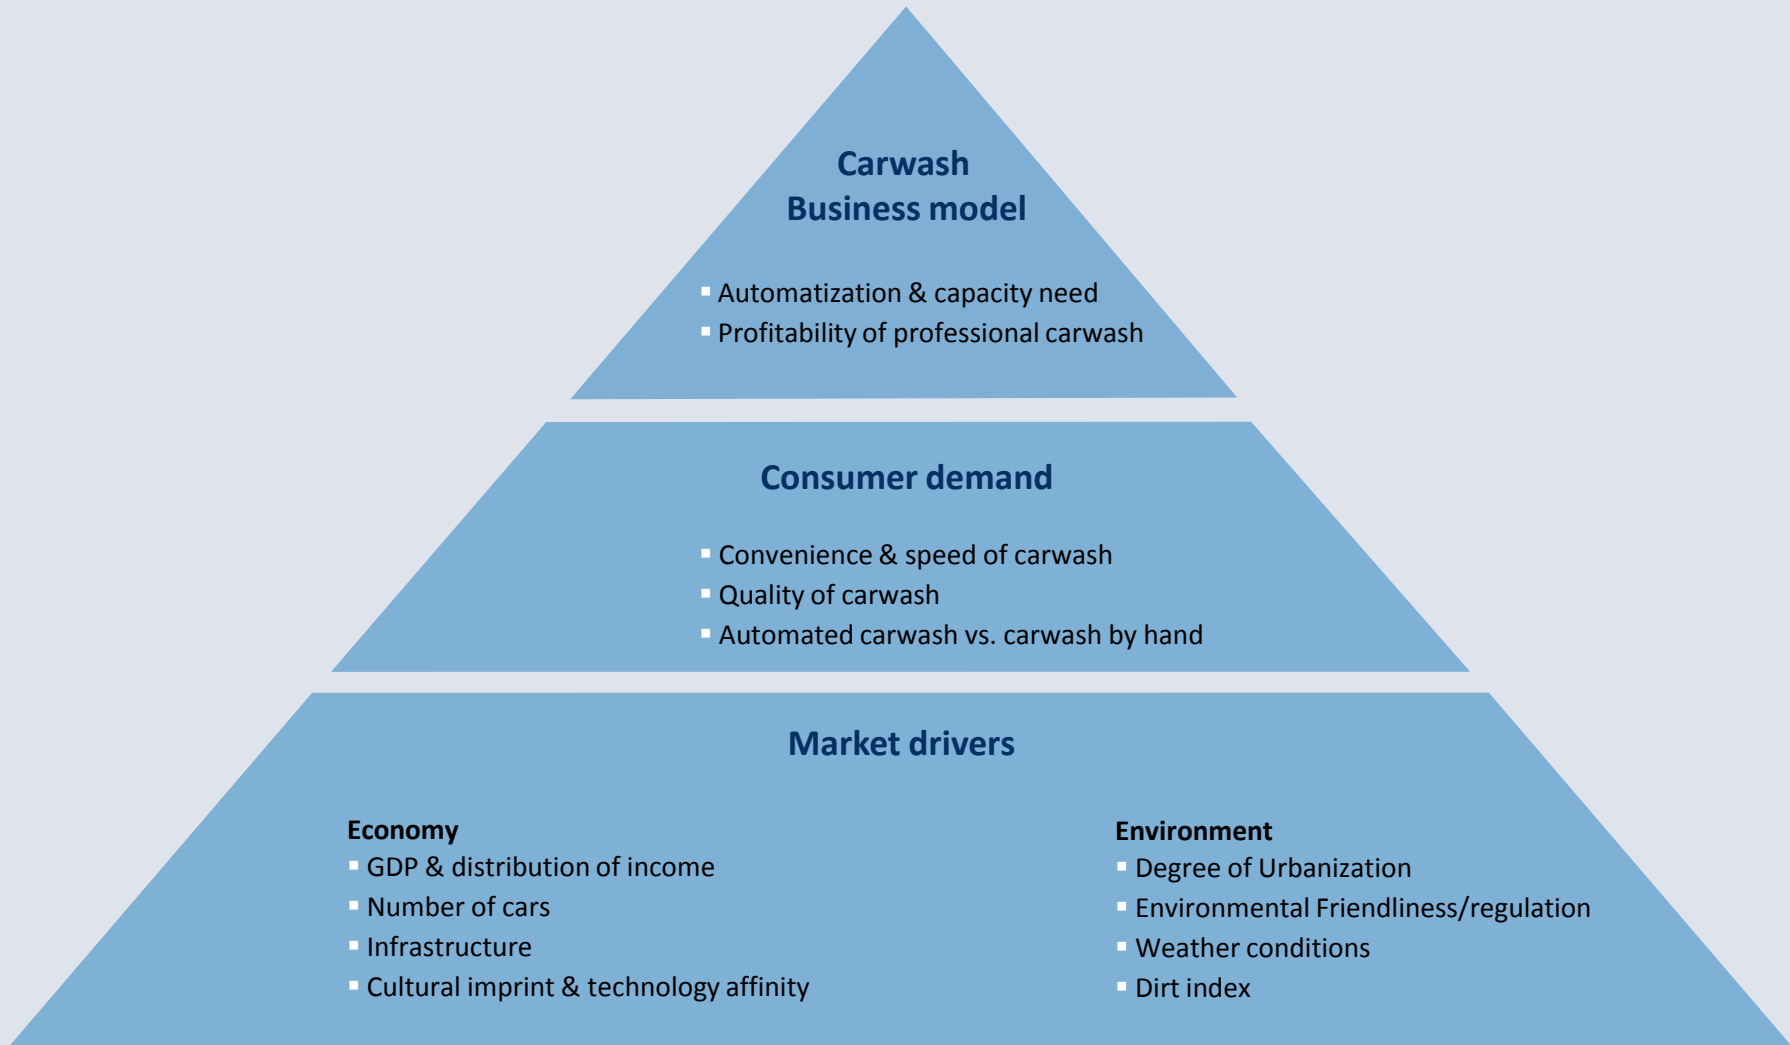 Carwash
Business model
▪ Automatization & capacity need
▪ Profitability of professional carwash
Consumer demand
▪ Convenience & speed of carwash
▪ Quality of carwash
▪ Automated carwash vs. carwash by hand
Market drivers
Economy
▪ GDP & distribution of income
▪ Number of cars
▪ Infrastructure
▪ Cultural imprint & technology affinity
Environment
▪ Degree of Urbanization
▪ Environmental Friendliness/regulation
▪ Weather conditions
▪ Dirt index